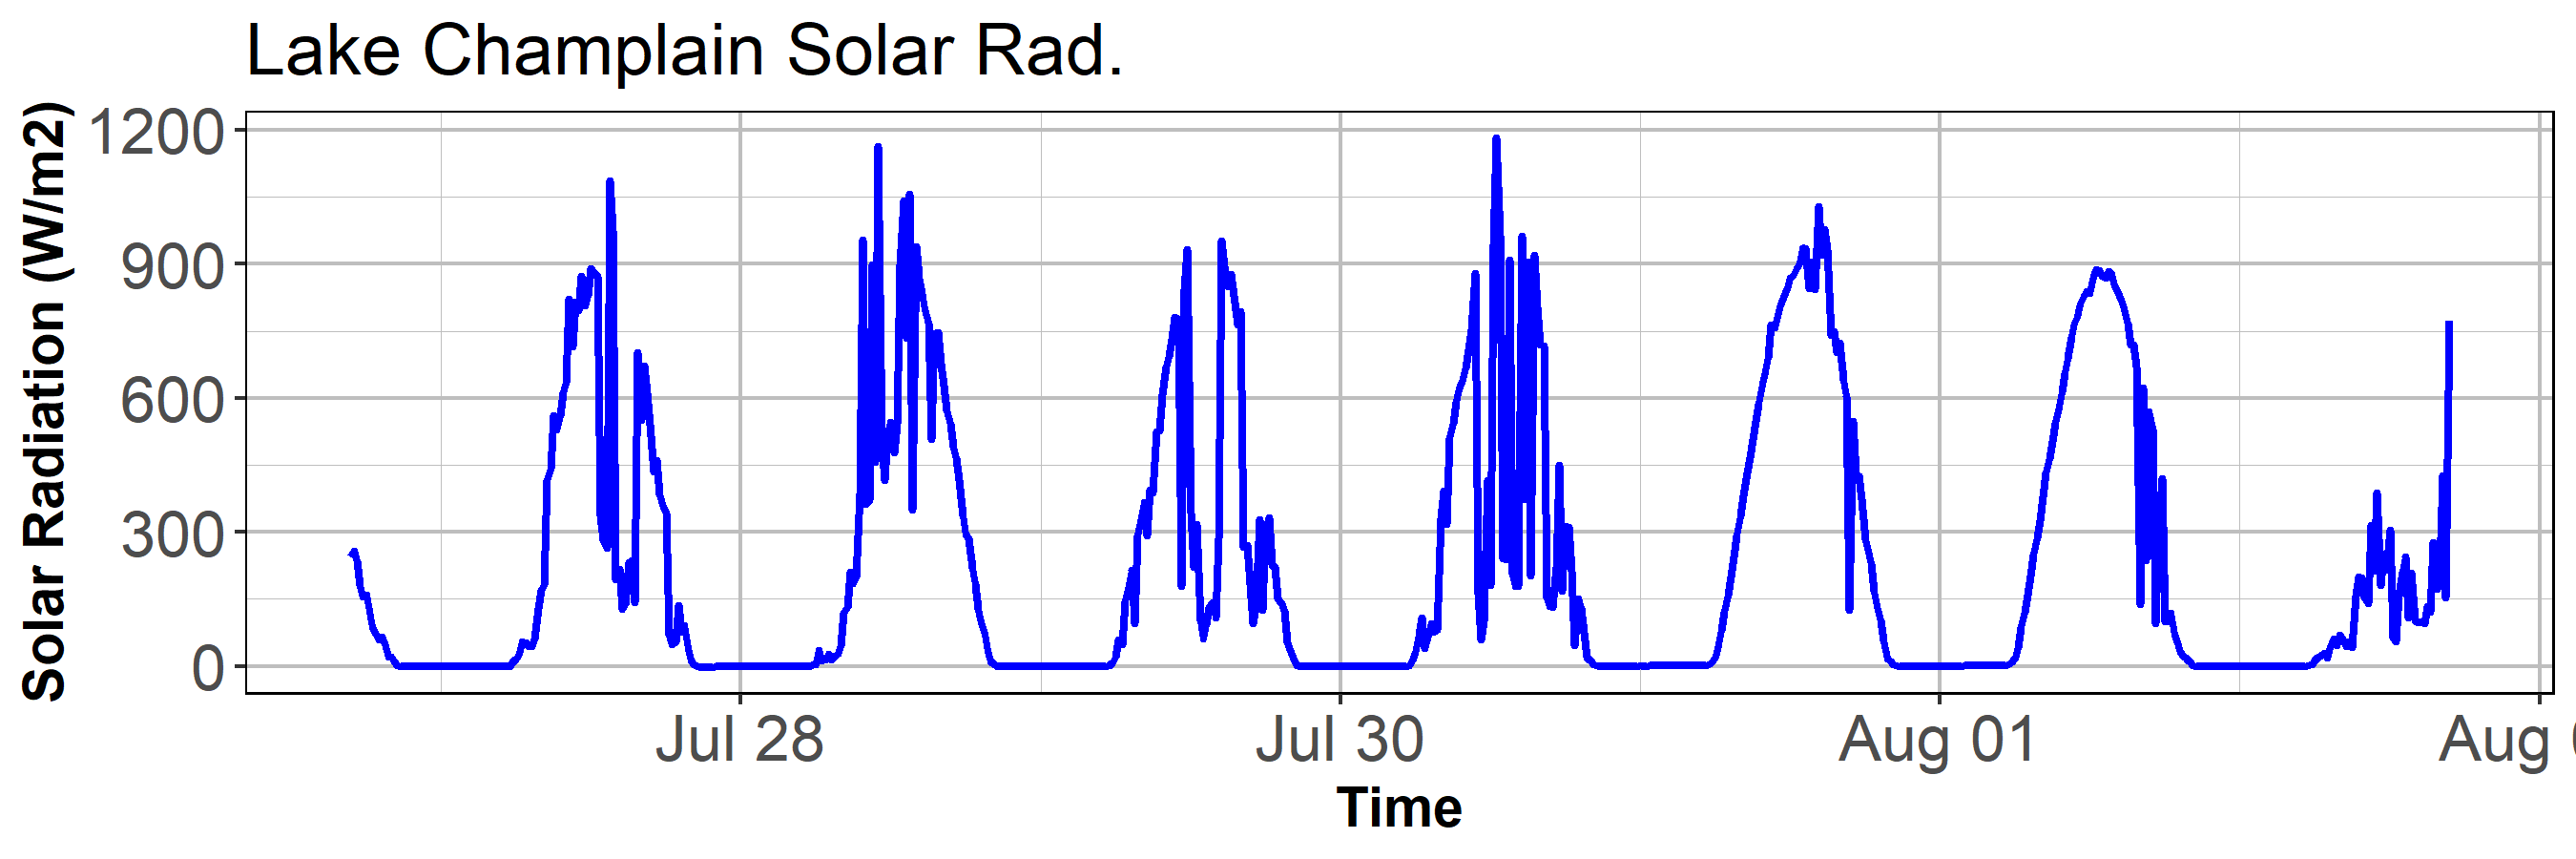 Lake Champlain Solar Rad.
Solar Radiation (W/m2)
1200
900
600
300
0
Jul 28
Jul 30
Aug 01
Aug
Time